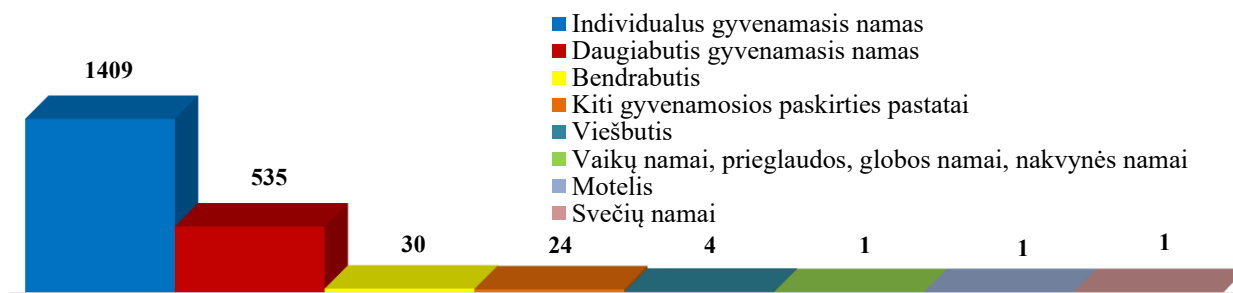 Individualus gyvenamasis namas
Daugiabutis gyvenamasis namas
Bendrabutis
Kiti gyvenamosios paskirties pastatai
Viešbutis
Vaikų namai, prieglaudos, globos namai, nakvynės namai
Motelis
Svečių namai
1409
535
30
24
4
1
1
1